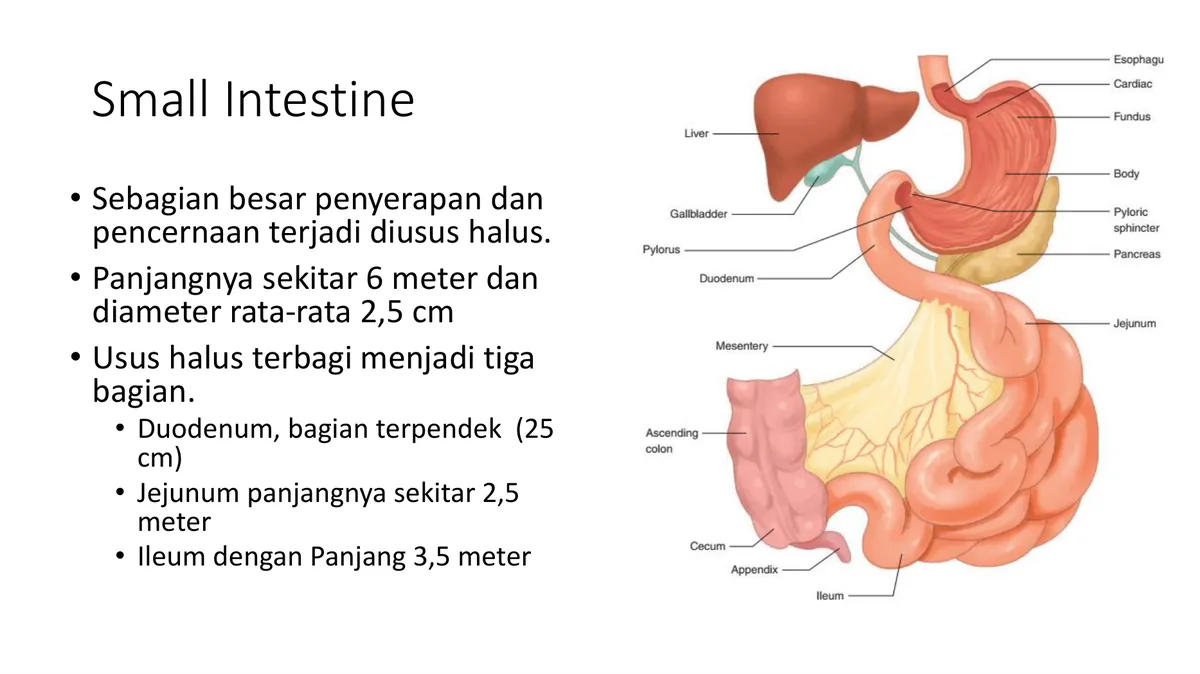 Small Intestine
• Sebagian besar penyerapan dan
pencernaan terjadi diusus halus.
• Panjangnya sekitar 6 meter dan
diameter rata-rata 2,5 cm
• Usus halus terbagi menjadi tiga
bagian.
• Duodenum, bagian terpendek  (25
cm)
• Jejunum panjangnya sekitar 2,5
meter
• Ileum dengan Panjang 3,5 meter
Esophagu
Cardiac
Fundus
Liver
Body
Gallbladder
Pyloric
sphincter
Pylorus
Pancreas
Duodenum
Jejunum
Mesentery
Ascending
colon
Cecum
Appendix
Ileum